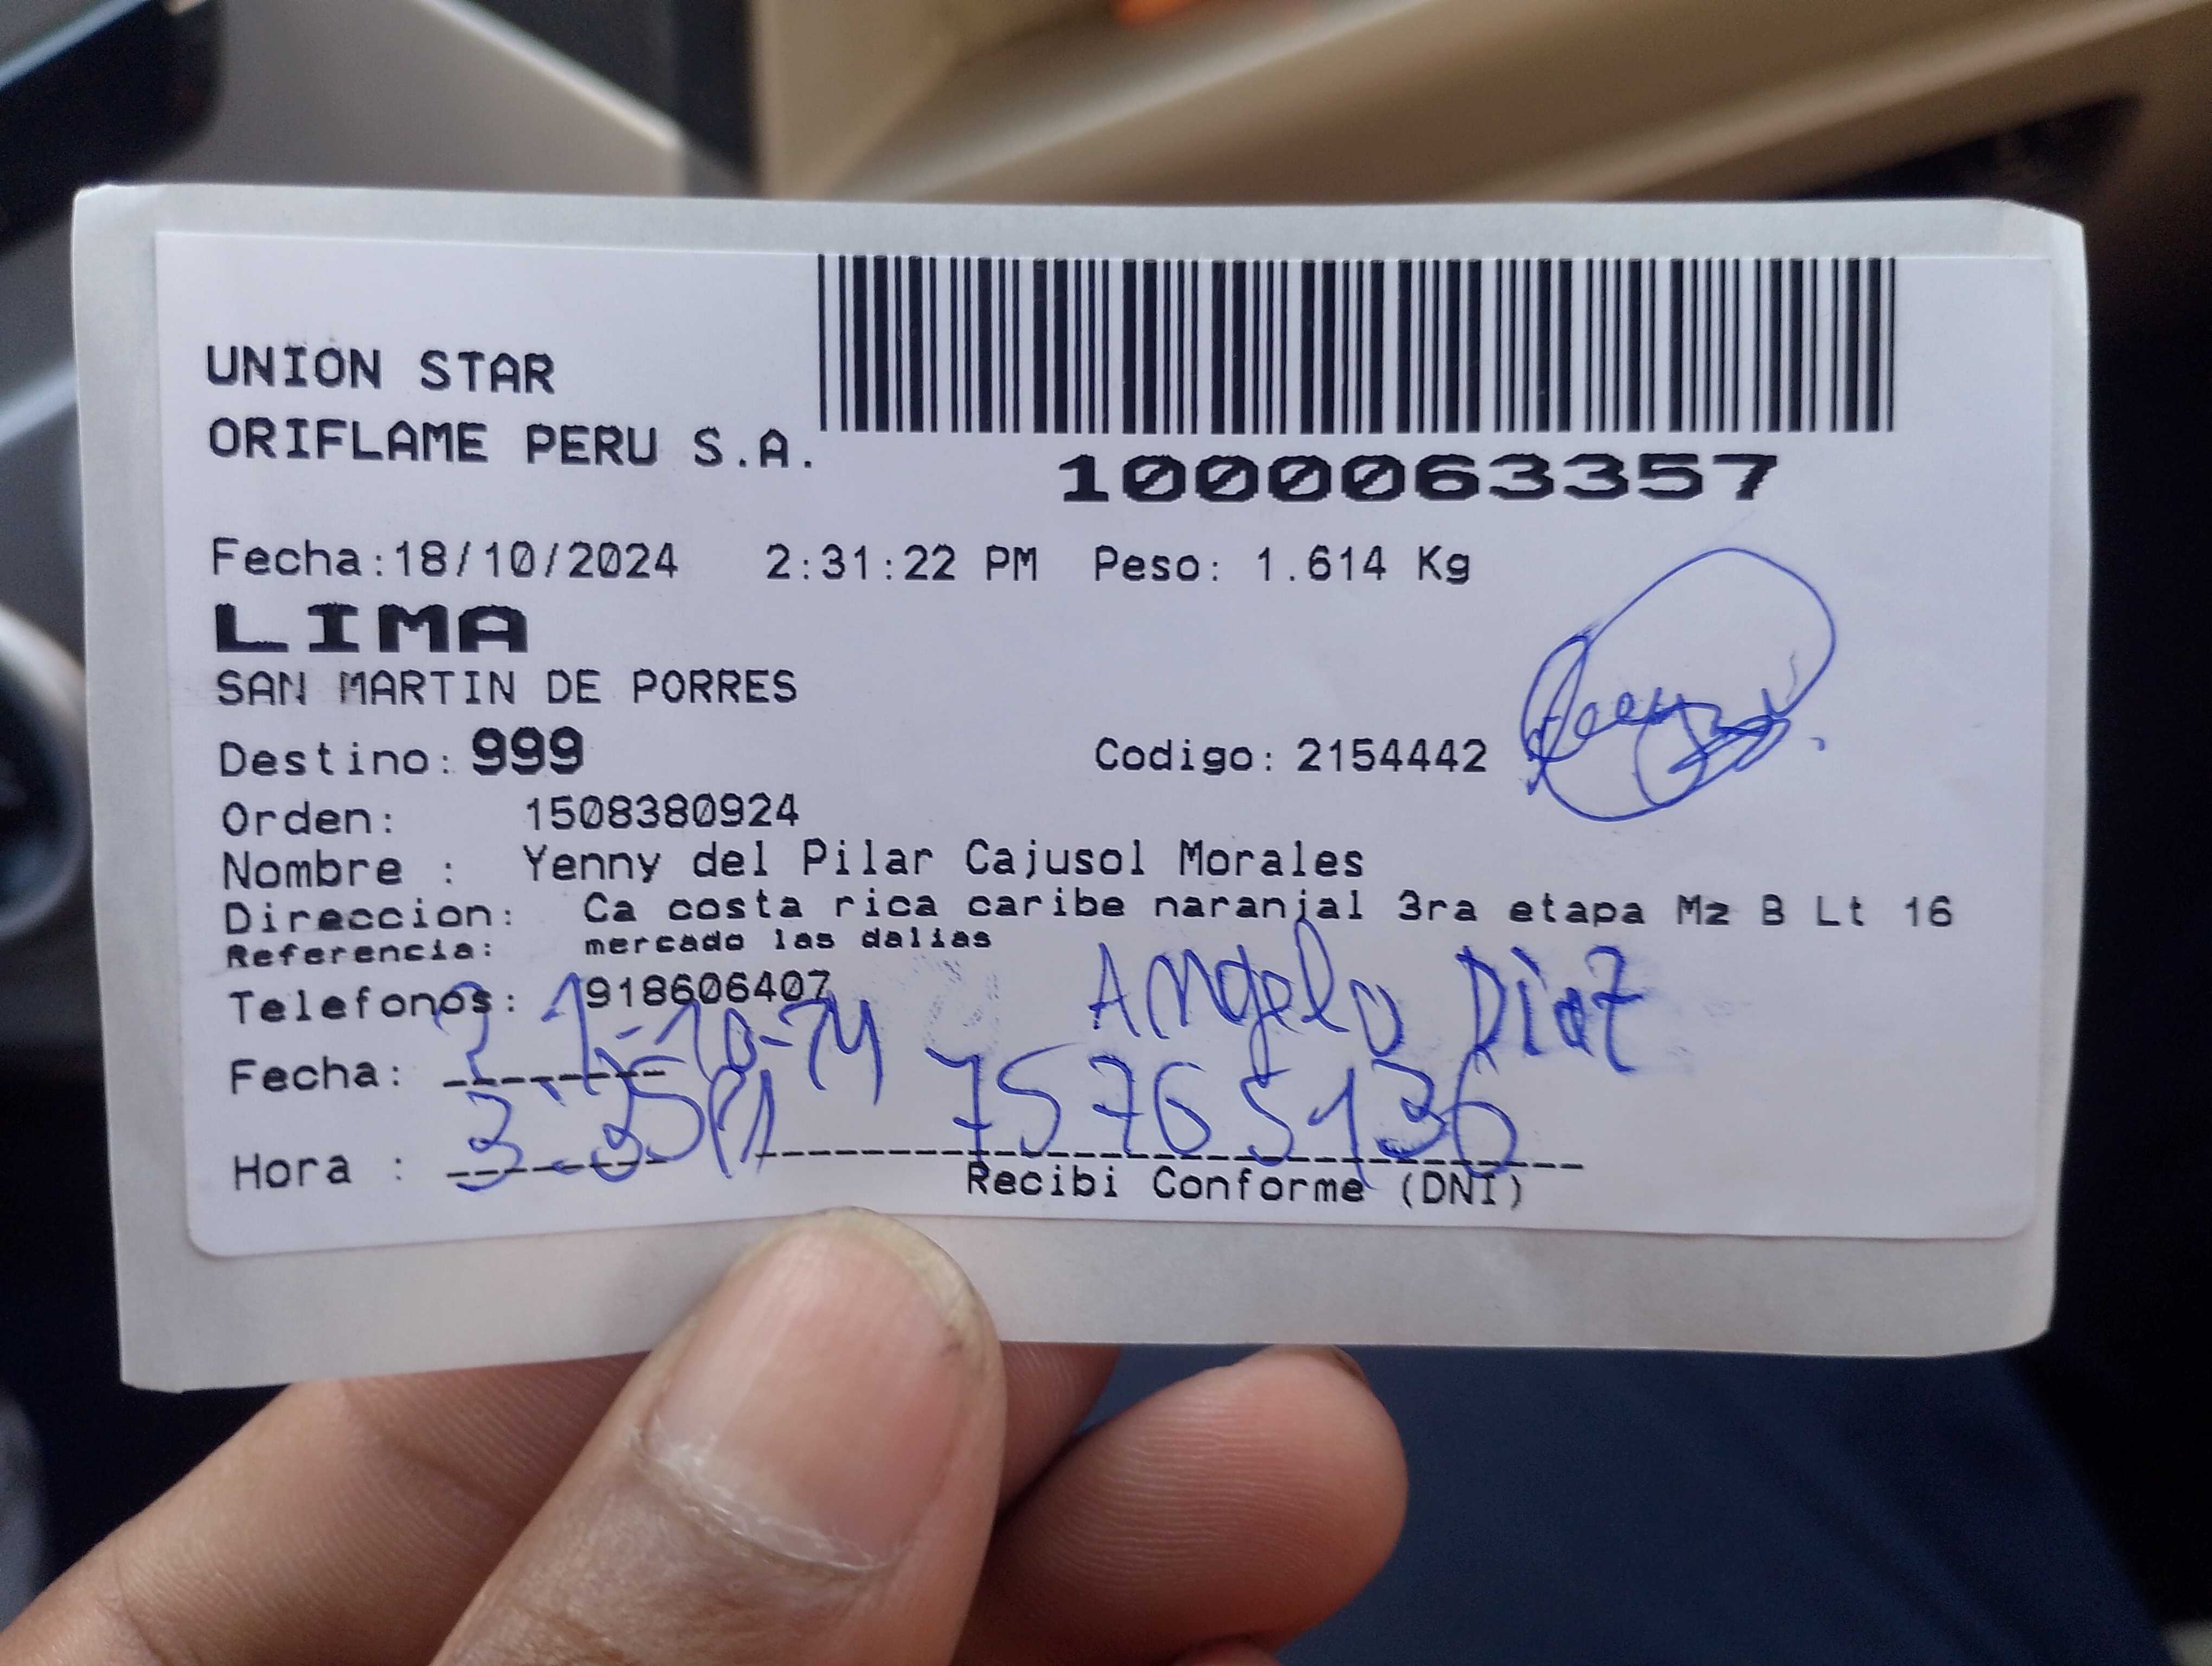 UNION STAR
ORIFLAME PERU S.A.
1000063357
Fecha:18/10/2024 2:31:22 PM Peso: 1.614 Kg
LIMA
SAN MARTIN DE PORRES
Destino: 999 Codigo: 2154442
Orden: 1508380924
Nombre : Yenny del Pilar Cajusol Morales
Direccion: Ca costa rica caribe naranjal 3ra etapa Mz B Lt 16
Referencia: mercado las dalias
Telefonos: 918606407
Angelo Diaz
Fecha:
75765136
Hora :
Recibi Conforme (DNI)